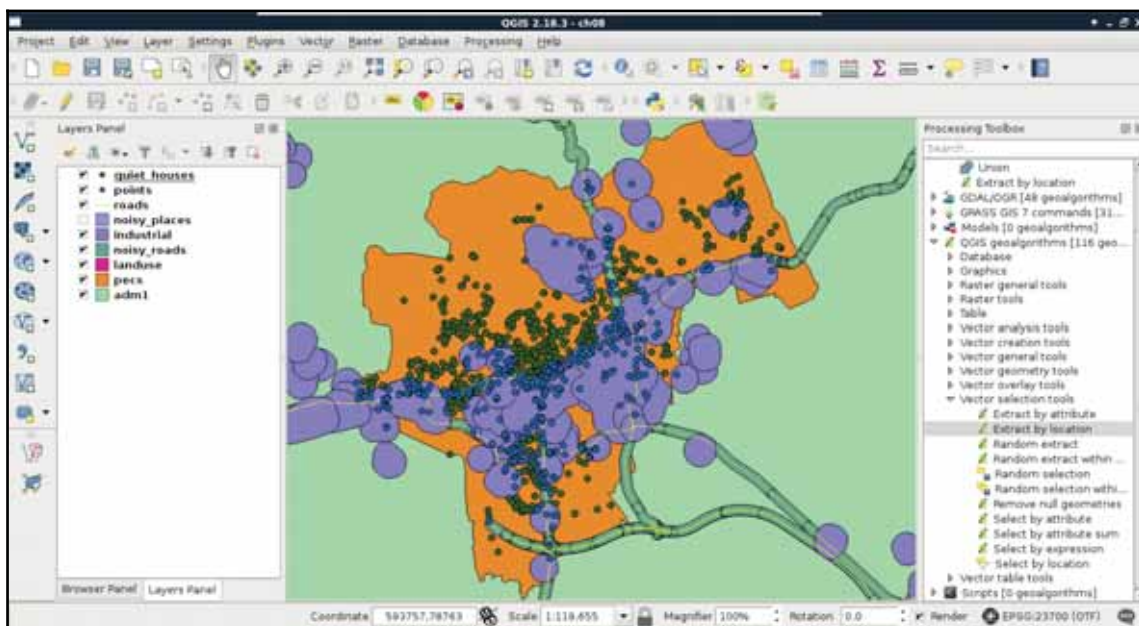 QGIS 2.18.3 - ch08
Project Edit View Layer Settings Plugins Vector Raster Database Processing Help
Layers Panel
quiet_houses
points
roads
noisy_places
industrial
noisy_roads
landuse
pecs
adm1
Browser Panel Layers Panel
Processing Toolbox
Search...
Union
Extract by location
GDAL/OGR [48 geoalgorithms]
GRASS GIS 7 commands [31...
Models [0 geoalgorithms]
QGIS geoalgorithms [116 geo...
Database
Graphics
Raster general tools
Raster tools
Table
Vector analysis tools
Vector creation tools
Vector general tools
Vector geometry tools
Vector overlay tools
Vector selection tools
Extract by attribute
Extract by location
Random extract
Random extract within ...
Random selection
Random selection withi...
Remove null geometries
Select by attribute
Select by attribute sum
Select by expression
Select by location
Vector table tools
Scripts [0 geoalgorithms]
Coordinate 593757,78763 Scale 1:118,655 Magnifier 100% Rotation 0.0 Render EPSG:23700 (OTF)